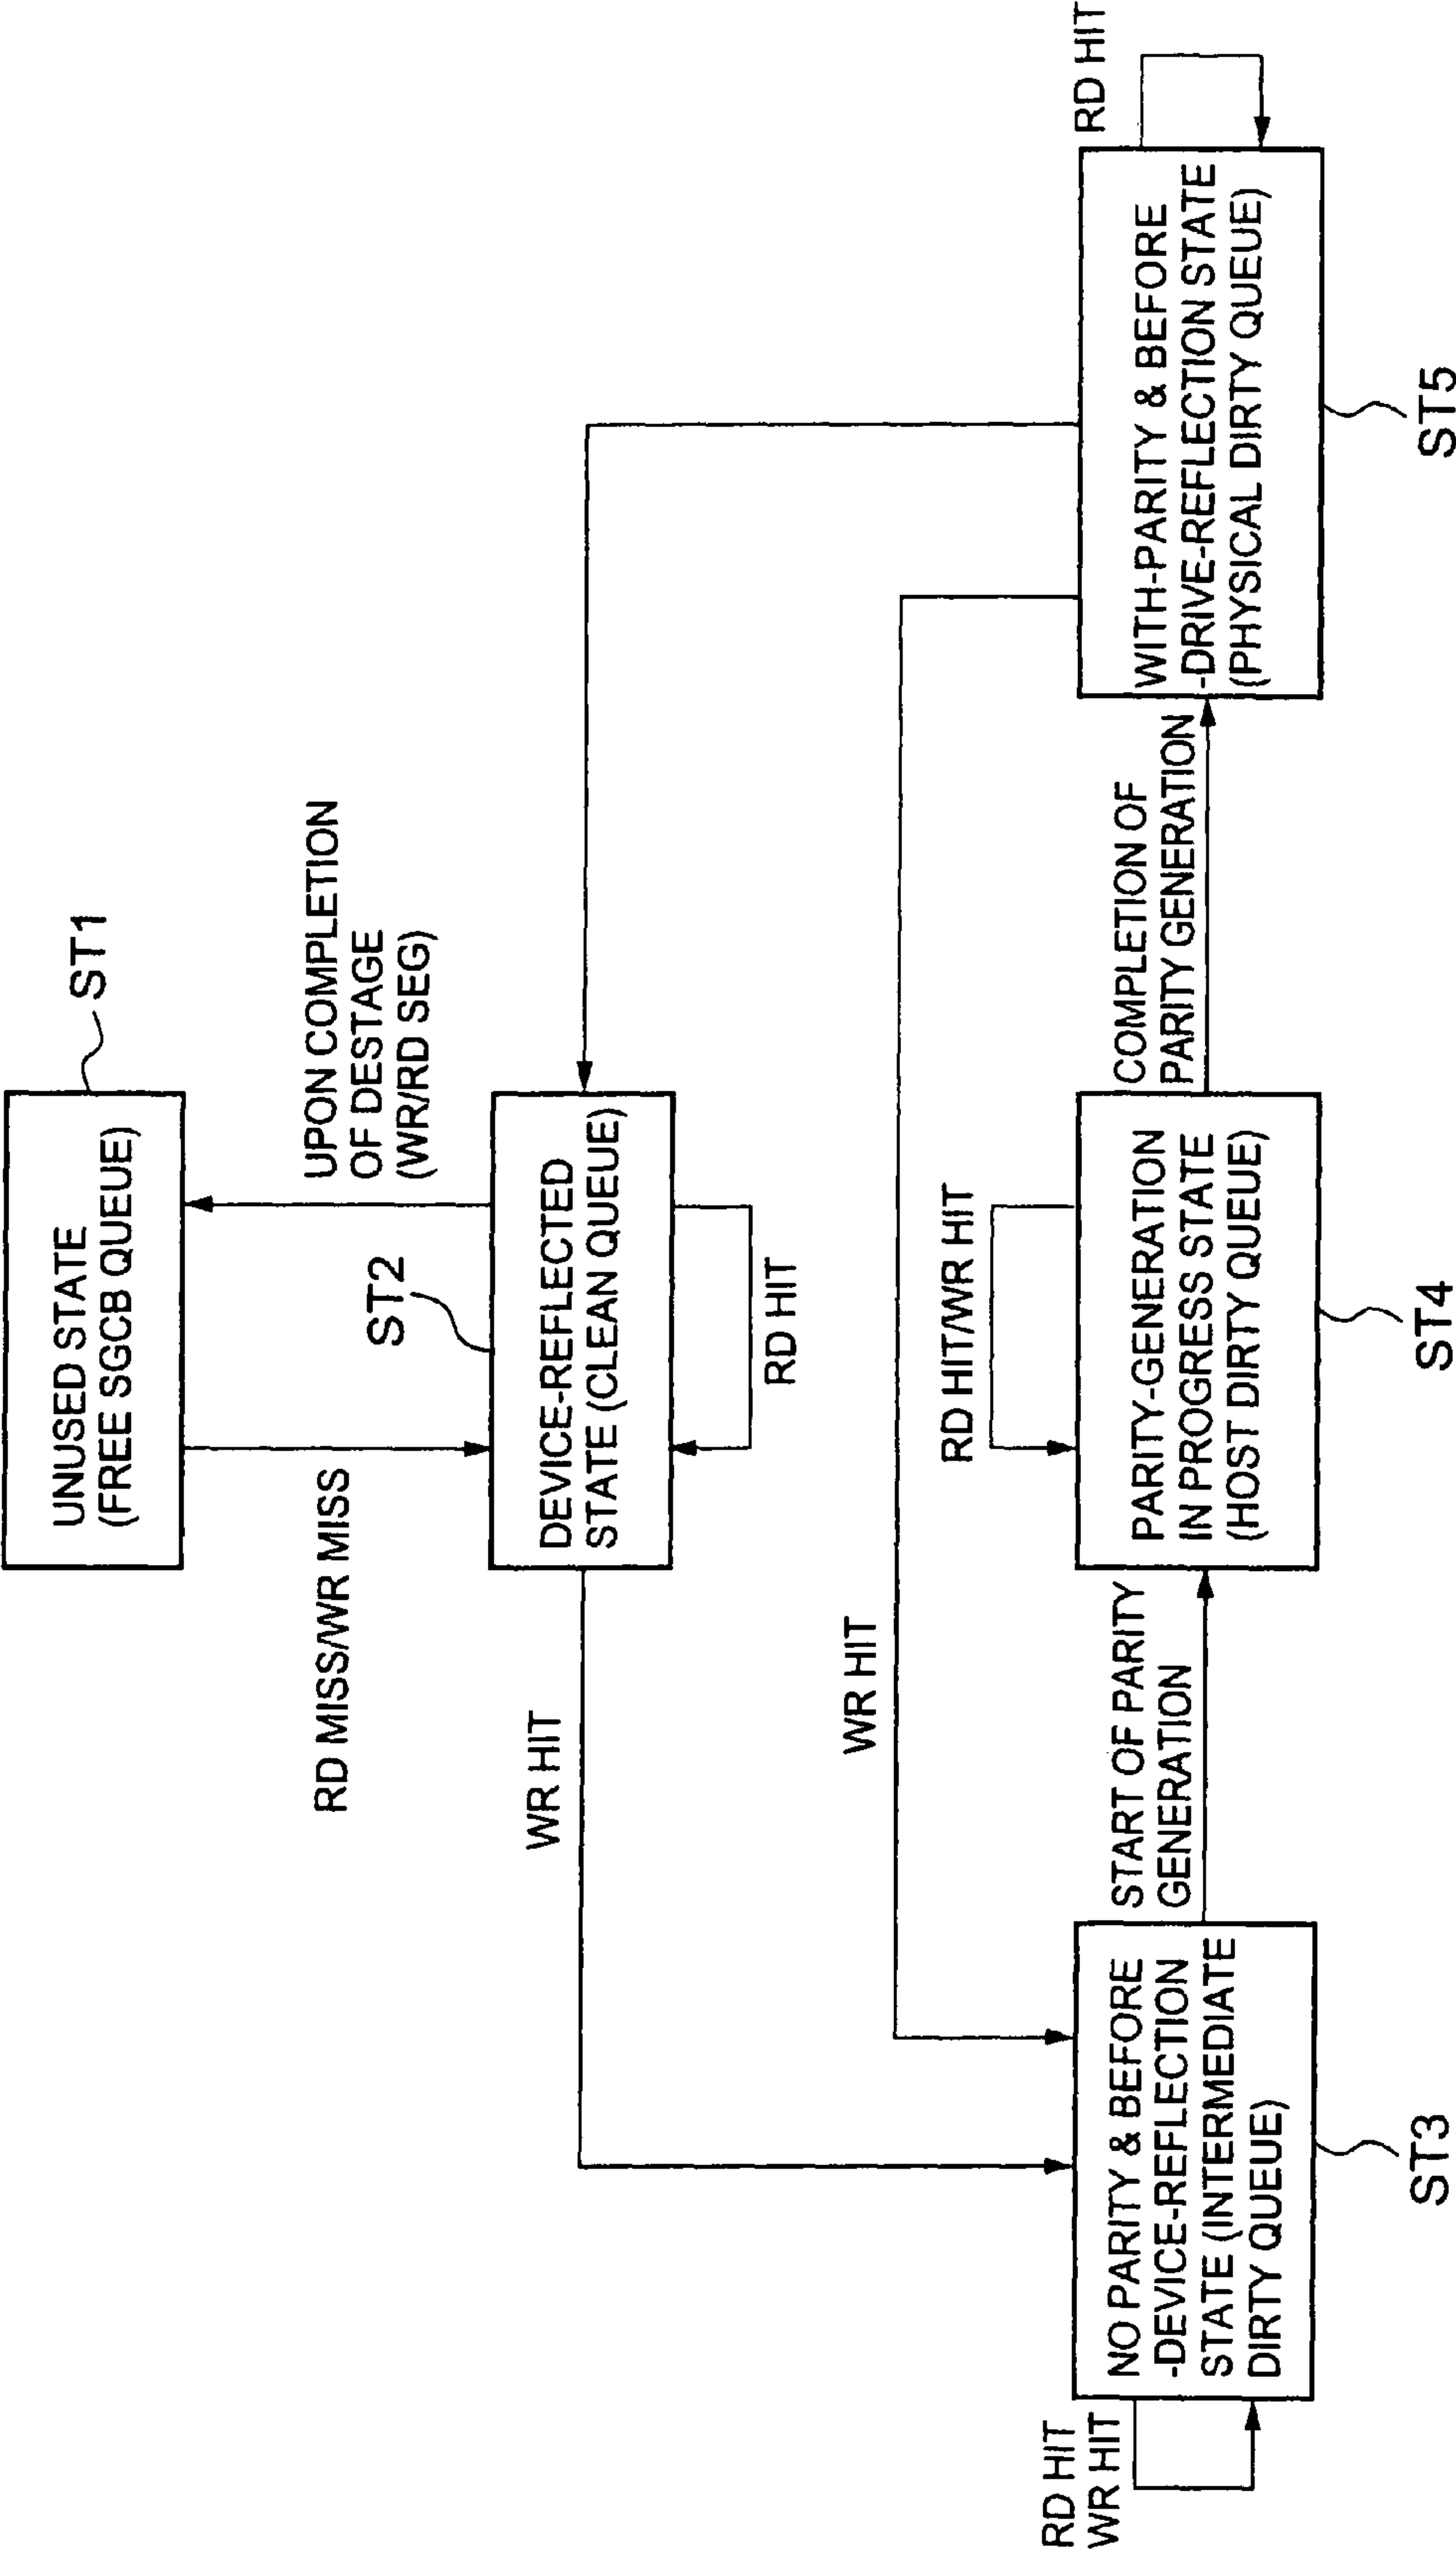 ST1
UNUSED STATE
(FREE SGCB QUEUE)
RD MISS/WR MISS
UPON COMPLETION
OF DESTAGE
(WR/RD SEG)
ST2
DEVICE-REFLECTED
STATE (CLEAN QUEUE)
RD HIT
WR HIT
WR HIT
RD HIT
WR HIT
NO PARITY & BEFORE
-DEVICE-REFLECTION
STATE (INTERMEDIATE
DIRTY QUEUE)
ST3
START OF PARITY
GENERATION
RD HIT/WR HIT
PARITY-GENERATION
IN PROGRESS STATE
(HOST DIRTY QUEUE)
ST4
COMPLETION OF
PARITY GENERATION
RD HIT
WITH-PARITY & BEFORE
-DRIVE-REFLECTION STATE
(PHYSICAL DIRTY QUEUE)
ST5